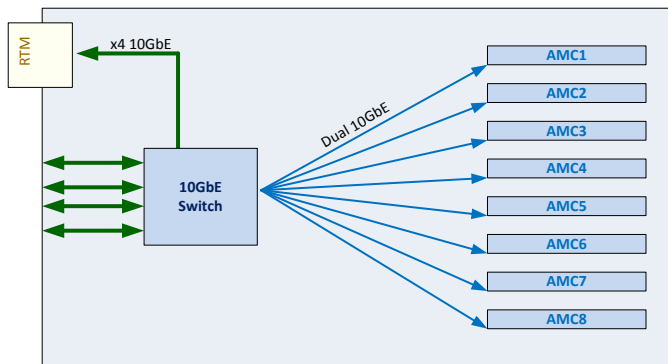 RTM
x4 10GbE
Dual 10GbE
10GbE
Switch
AMC1
AMC2
AMC3
AMC4
AMC5
AMC6
AMC7
AMC8